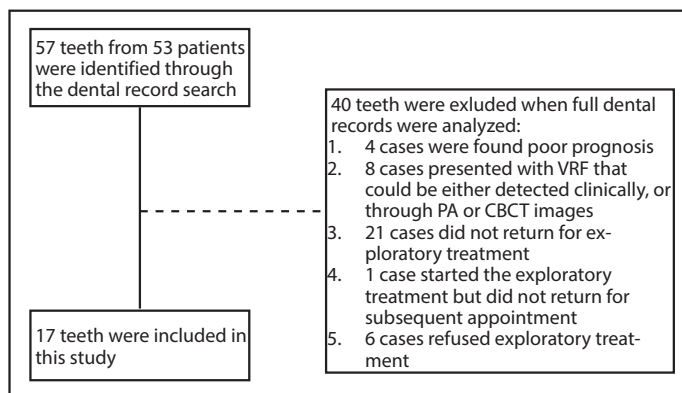 57 teeth from 53 patients
were identified through
the dental record search
40 teeth were exluded when full dental
records were analyzed:
1. 4 cases were found poor prognosis
2. 8 cases presented with VRF that
could be either detected clinically, or
through PA or CBCT images
3. 21 cases did not return for ex-
ploratory treatment
4. 1 case started the exploratory
treatment but did not return for
subsequent appointment
5. 6 cases refused exploratory treat-
ment
17 teeth were included in
this study